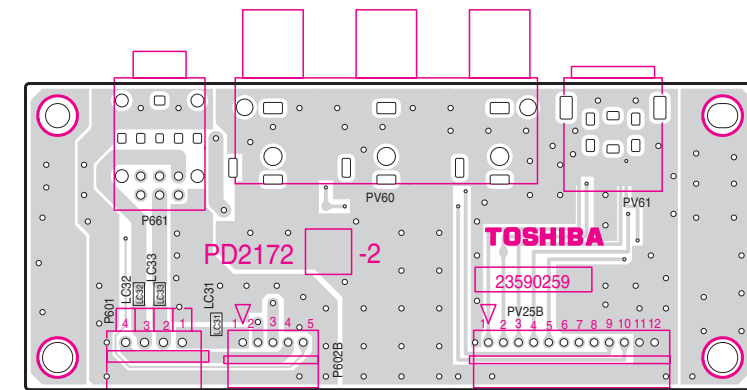 P661
PV60
PV61
TOSHIBA
PD2172 -2
23590259
PV25B
P601
LC32
LC33
LC31
LC32
LC33
LC31
4 3 2 1
1 2 3 4 5
P602B
1 2 3 4 5 6 7 8 9 10 11 12